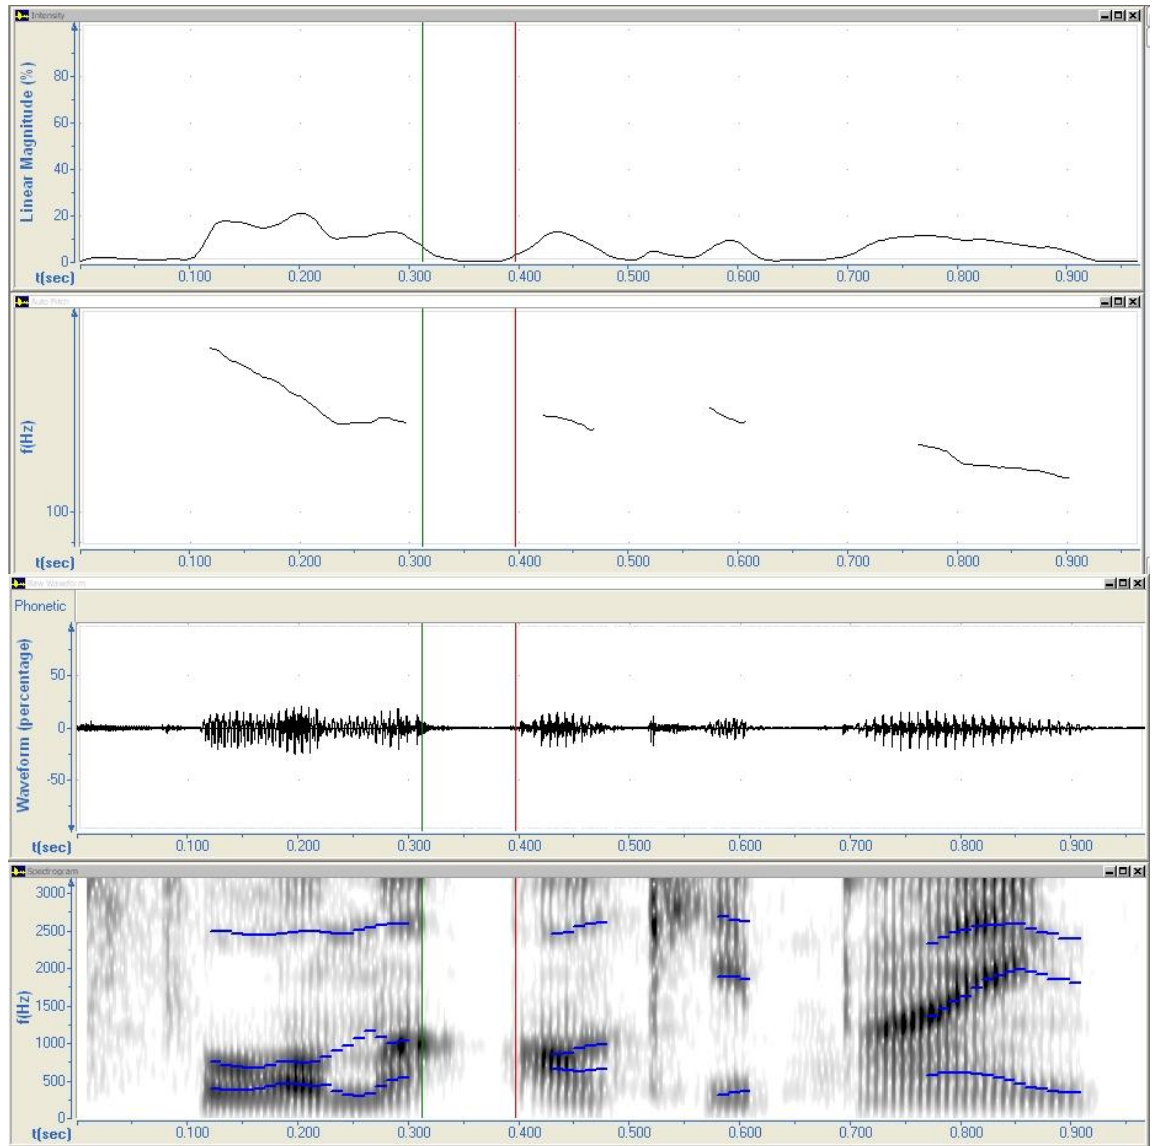 Intensity
Linear Magnitude (%)
80
60
40
20
0
t(sec) 0.100 0.200 0.300 0.400 0.500 0.600 0.700 0.800 0.900
Auto Pitch
f(Hz)
100
t(sec) 0.100 0.200 0.300 0.400 0.500 0.600 0.700 0.800 0.900
Raw Waveform
Phonetic
Waveform (percentage)
50
0
-50
t(sec) 0.100 0.200 0.300 0.400 0.500 0.600 0.700 0.800 0.900
Spectrogram
f(Hz)
3000
2500
2000
1500
1000
500
0
t(sec) 0.100 0.200 0.300 0.400 0.500 0.600 0.700 0.800 0.900